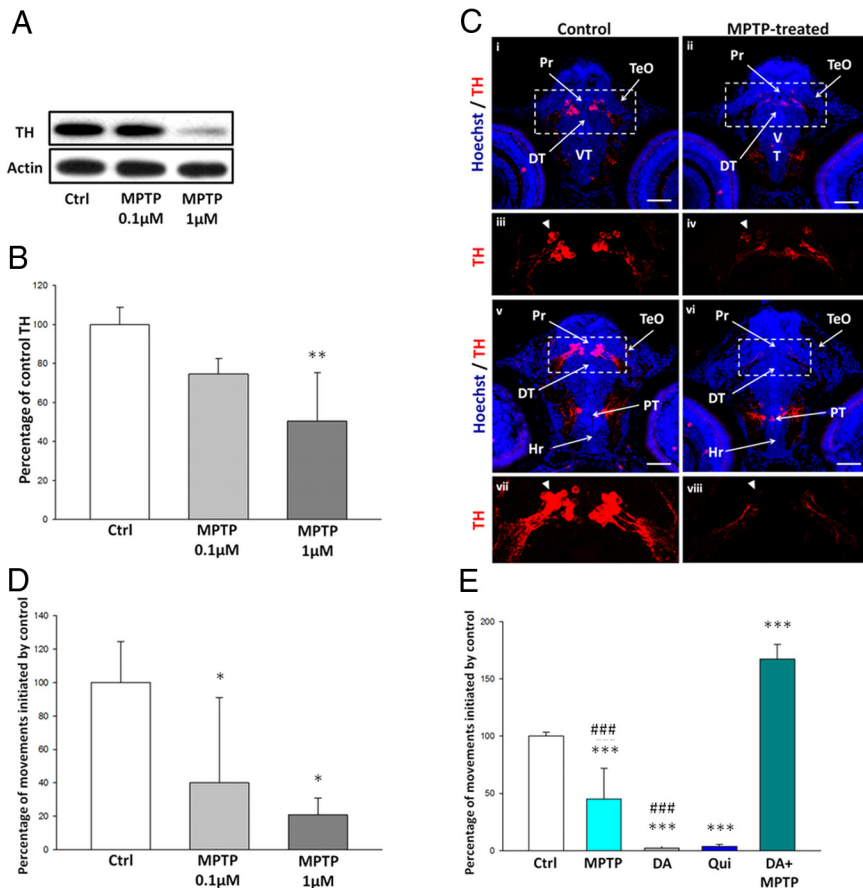 A
TH
Actin
Ctrl
MPTP
0.1µM
MPTP
1µM
B
Percentage of control TH
120
100
80
60
40
20
0
**
Ctrl
MPTP
0.1µM
MPTP
1µM
C
Control
MPTP-treated
Hoechst / TH
i
Pr
TeO
DT
VT
ii
Pr
TeO
DT
V
T
TH
iii
iv
Hoechst / TH
v
Pr
TeO
DT
PT
Hr
vi
Pr
TeO
DT
PT
Hr
TH
vii
viii
D
Percentage of movements initiated by control
140
120
100
80
60
40
20
0
*
*
Ctrl
MPTP
0.1µM
MPTP
1µM
E
Percentage of movements initiated by control
200
150
100
50
0
###
***
###
***
***
***
Ctrl
MPTP
DA
Qui
DA+
MPTP